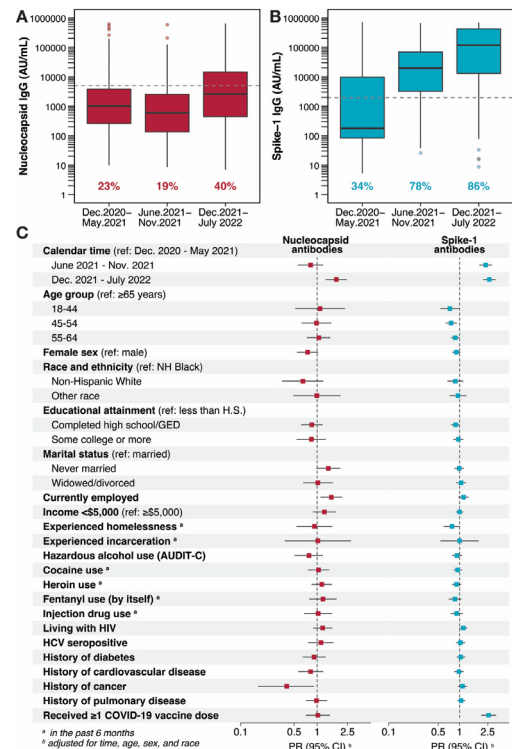 A
B
Nucleocapsid IgG (AU/mL)
1000000
100000
10000
1000
100
10
1
23%
19%
40%
Dec.2020–
May.2021
June.2021–
Nov.2021
Dec.2021–
July 2022
Spike–1 IgG (AU/mL)
1000000
100000
10000
1000
100
10
1
34%
78%
86%
Dec.2020–
May.2021
June.2021–
Nov.2021
Dec.2021–
July 2022
C
Nucleocapsid
antibodies
Spike-1
antibodies
Calendar time (ref: Dec. 2020 - May 2021)
June 2021 - Nov. 2021
Dec. 2021 - July 2022
Age group (ref: ≥65 years)
18-44
45-54
55-64
Female sex (ref: male)
Race and ethnicity (ref: NH Black)
Non-Hispanic White
Other race
Educational attainment (ref: less than H.S.)
Completed high school/GED
Some college or more
Marital status (ref: married)
Never married
Widowed/divorced
Currently employed
Income <$5,000 (ref: ≥$5,000)
Experienced homelessness a
Experienced incarceration a
Hazardous alcohol use (AUDIT-C)
Cocaine use a
Heroin use a
Fentanyl use (by itself) a
Injection drug use a
Living with HIV
HCV seropositive
History of diabetes
History of cardiovascular disease
History of cancer
History of pulmonary disease
Received ≥1 COVID-19 vaccine dose
a in the past 6 months
b adjusted for time, age, sex, and race
0.1 0.5 1 2.5
PR (95% CI) b
0.1 0.5 1 2.5
PR (95% CI) b